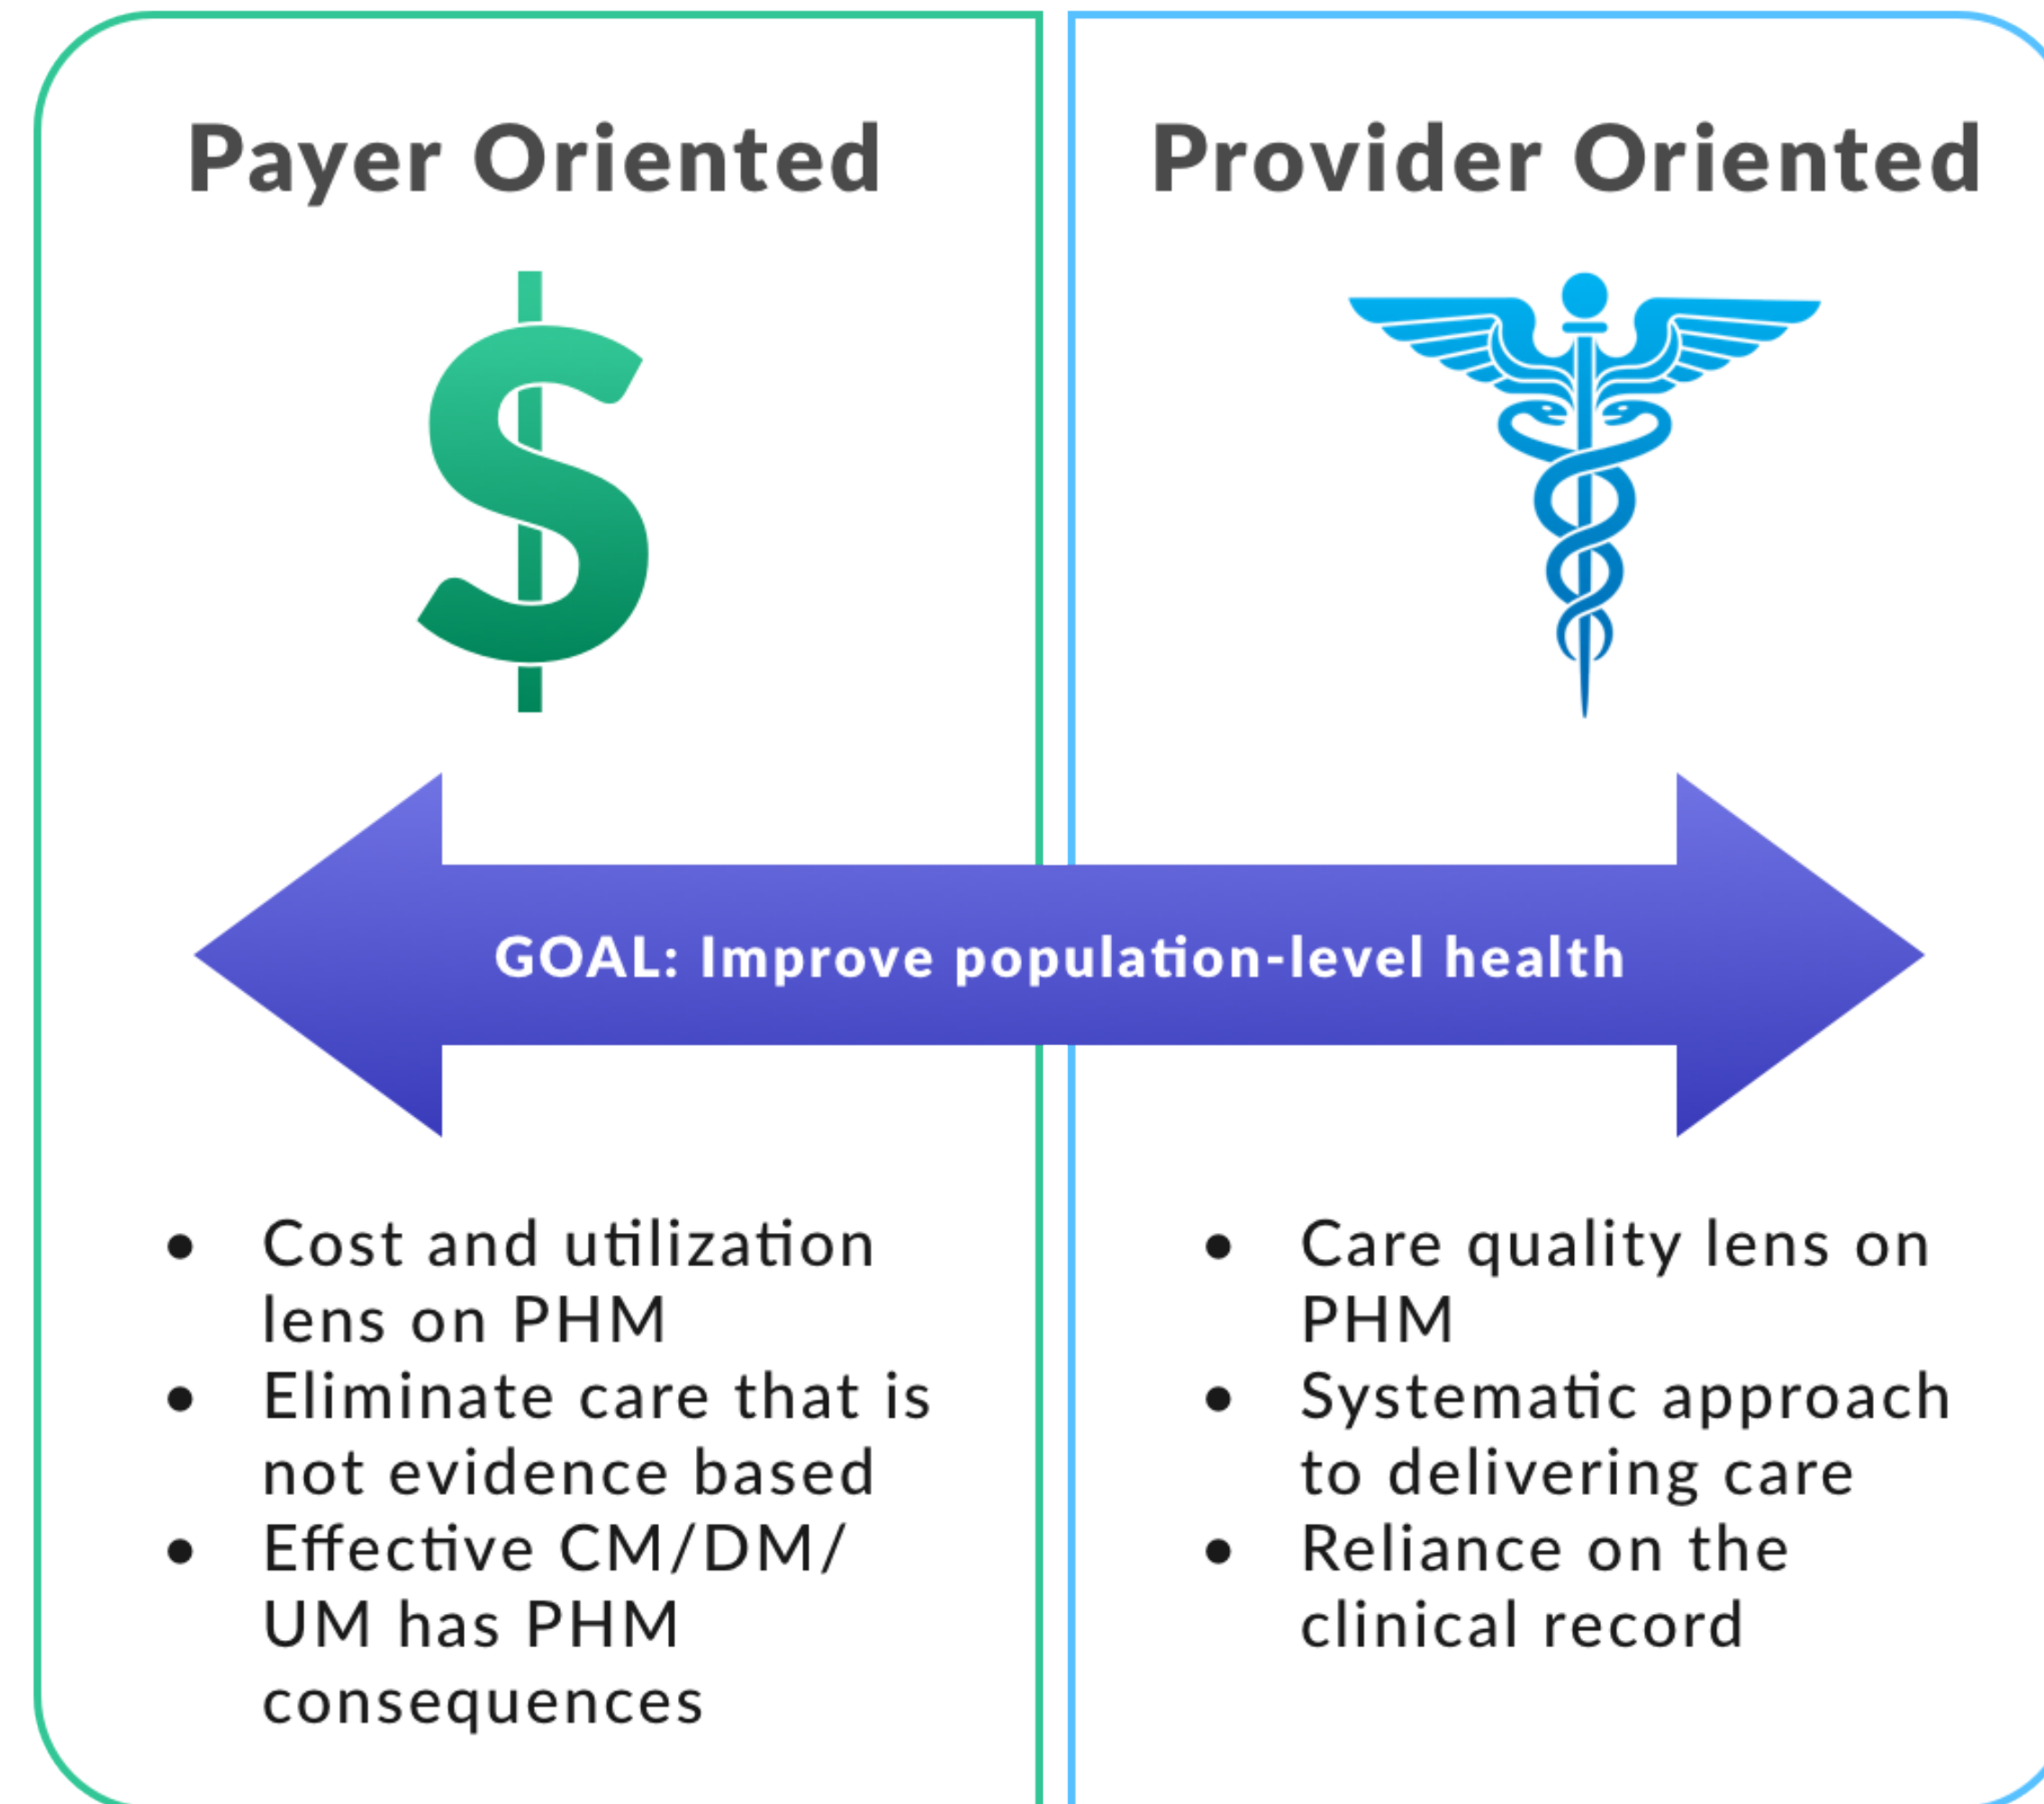 Payer Oriented
Provider Oriented
GOAL: Improve population-level health
• Cost and utilization
lens on PHM
• Eliminate care that is
not evidence based
• Effective CM/DM/
UM has PHM
consequences
• Care quality lens on
PHM
• Systematic approach
to delivering care
• Reliance on the
clinical record